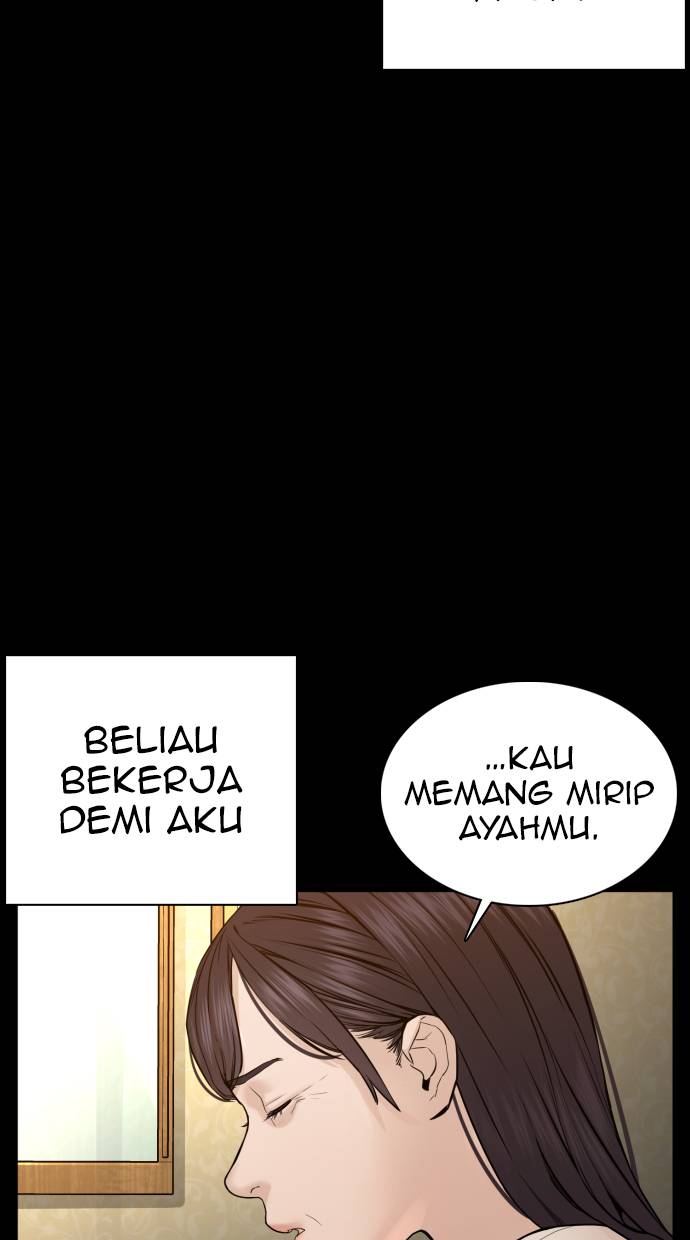 BELIAU
BEKERJA
DEMI AKU
...KAU
MEMANG MIRIP
AYAHMU.